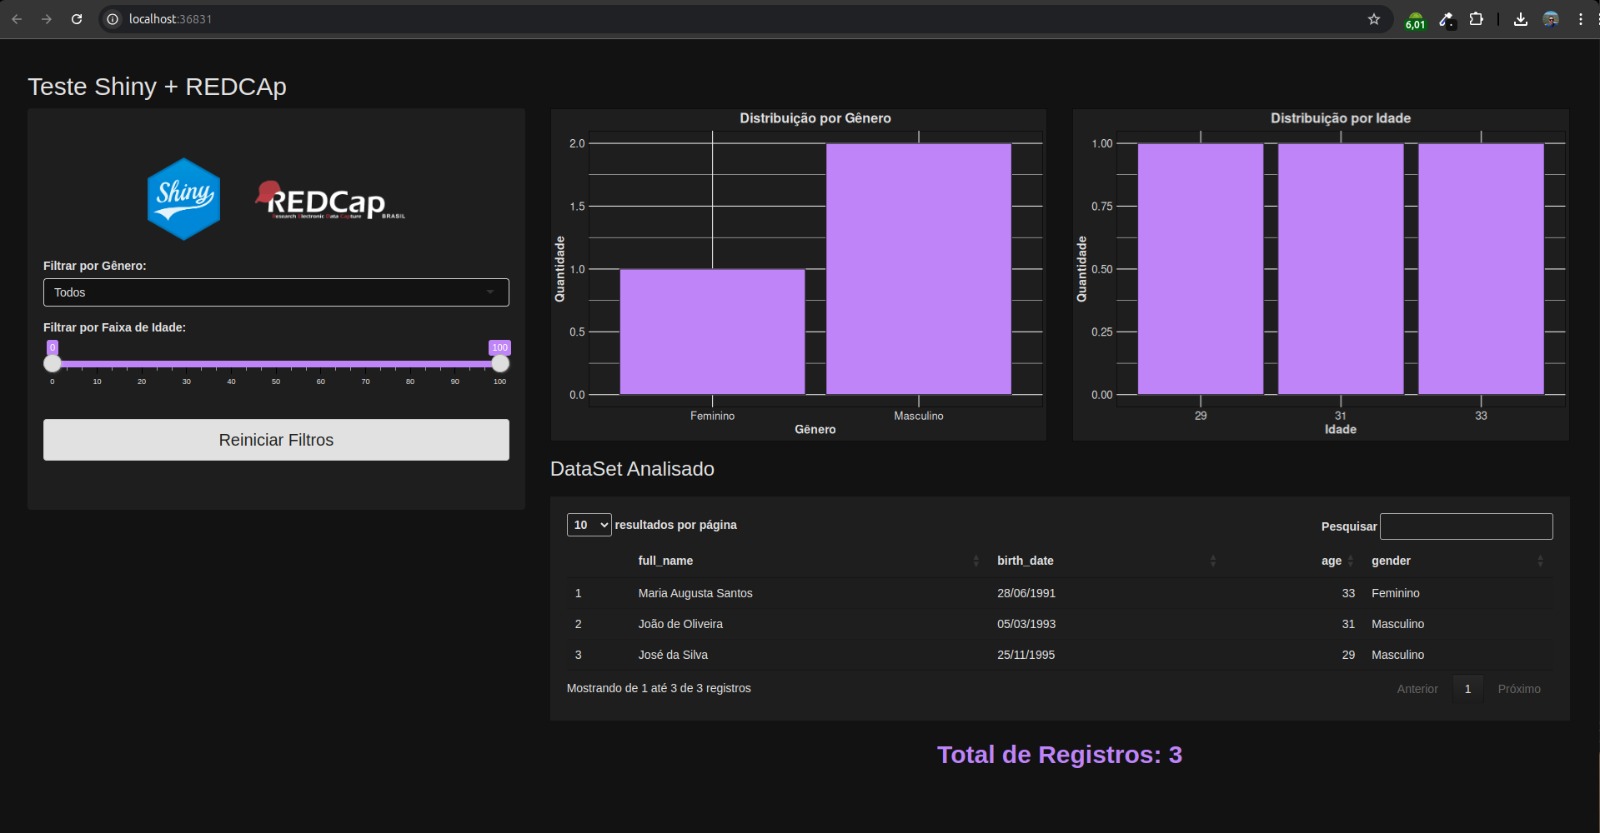 localhost:36831
6,01
Teste Shiny + REDCAp
Shiny
REDCap
Research Electronic Data Capture BRASIL
Filtrar por Gênero:
Todos
Filtrar por Faixa de Idade:
0 100
0 10 20 30 40 50 60 70 80 90 100
Reiniciar Filtros
Distribuição por Gênero
Quantidade
2.0
1.5
1.0
0.5
0.0
Feminino Masculino
Gênero
Distribuição por Idade
Quantidade
1.00
0.75
0.50
0.25
0.00
29 31 33
Idade
DataSet Analisado
10 resultados por página
Pesquisar
full_name birth_date age gender
1 Maria Augusta Santos 28/06/1991 33 Feminino
2 João de Oliveira 05/03/1993 31 Masculino
3 José da Silva 25/11/1995 29 Masculino
Mostrando de 1 até 3 de 3 registros
Anterior 1 Próximo
Total de Registros: 3